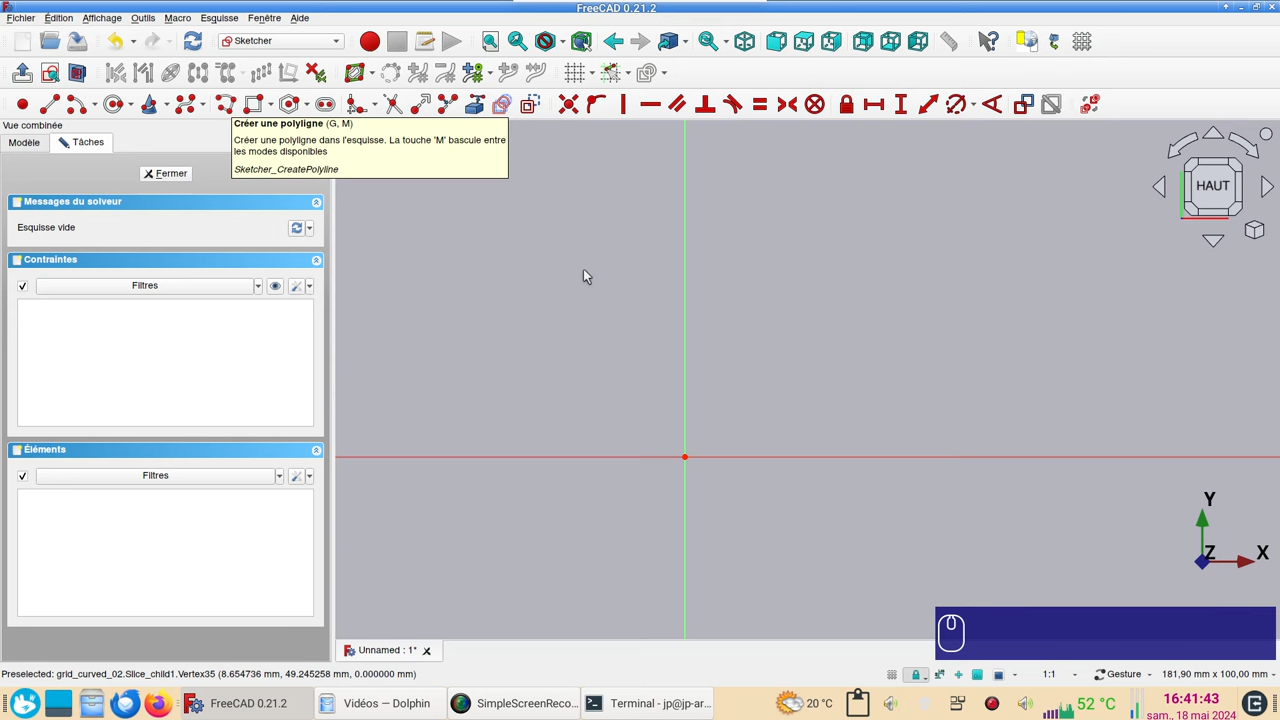 FreeCAD 0.21.2
Fichier Édition Affichage Outils Macro Esquisse Fenêtre Aide
Sketcher
Vue combinée
Modèle Tâches
Créer une polyligne (G, M)
Créer une polyligne dans l'esquisse. La touche 'M' bascule entre
les modes disponibles
Sketcher_CreatePolyline
Fermer
HAUT
Messages du solveur
Esquisse vide
Contraintes
Filtres
Éléments
Filtres
Y
Z
X
Unnamed : 1*
Preselected: grid_curved_02.Slice_child1.Vertex35 (8.654736 mm, 49.245258 mm, 0.000000 mm)
1:1
Gesture
181,90 mm x 100,00 mm
FreeCAD 0.21.2
Vidéos — Dolphin
SimpleScreenReco...
Terminal - jp@jp-ar...
20 °C
52 °C
16:41:43
sam., 18 mai 2024